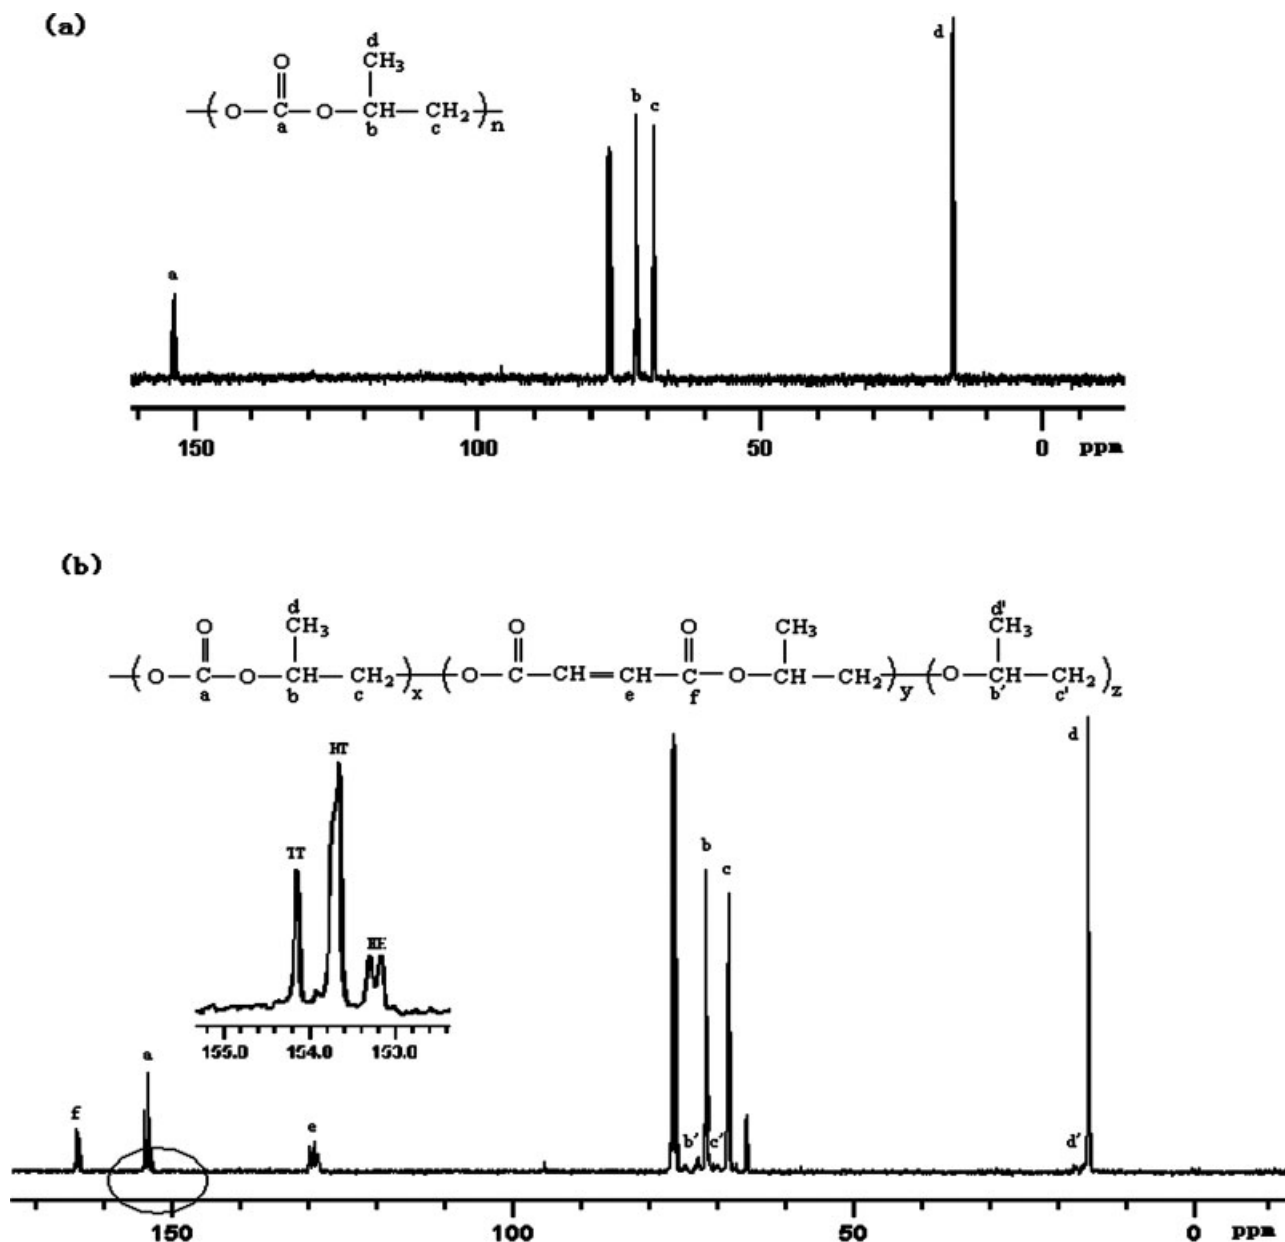 (a)
d
O
CH3
O C O CH CH2 n
a b c
a
b
c
d
150 100 50 0 ppm
(b)
d
O CH3 O O CH3 d' CH3
( O C O CH CH2 )x ( O C CH CH C O CH CH2 )y ( O CH CH2 )z
a b c e f b' c'
TT
HT
155.0 154.0 153.0
f
a
e
b'
b
c'
c
d'
d
150 100 50 0 ppm